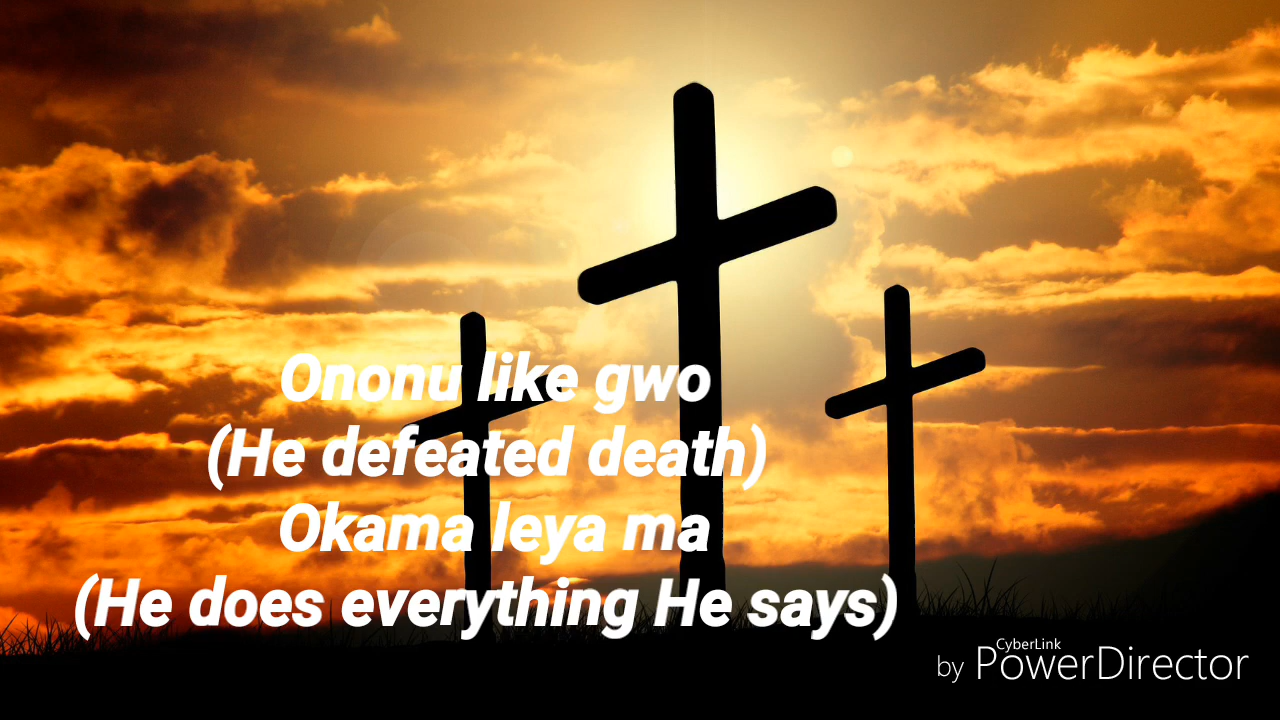 Ononu like gwo
(He defeated death)
Okama leya ma
(He does everything He says)
CyberLink
by PowerDirector